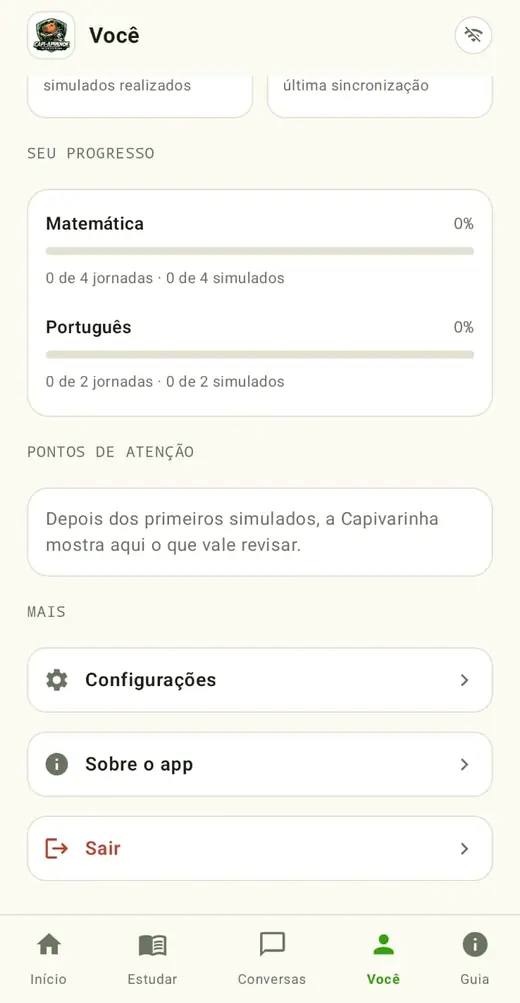 Você
simulados realizados
última sincronização
SEU PROGRESSO
Matemática
0%
0 de 4 jornadas · 0 de 4 simulados
Português
0%
0 de 2 jornadas · 0 de 2 simulados
PONTOS DE ATENÇÃO
Depois dos primeiros simulados, a Capivarinha
mostra aqui o que vale revisar.
MAIS
Configurações
Sobre o app
Sair
Início
Estudar
Conversas
Você
Guia